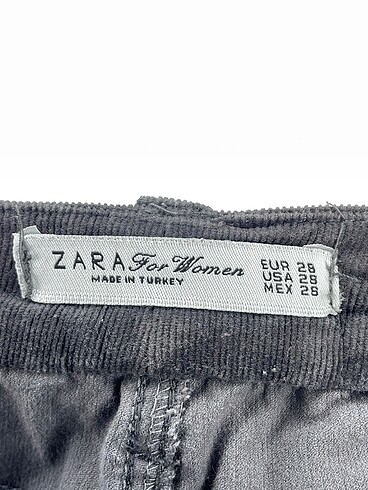 ZARA For Women
MADE IN TURKEY
EUR 28
USA 28
MEX 28